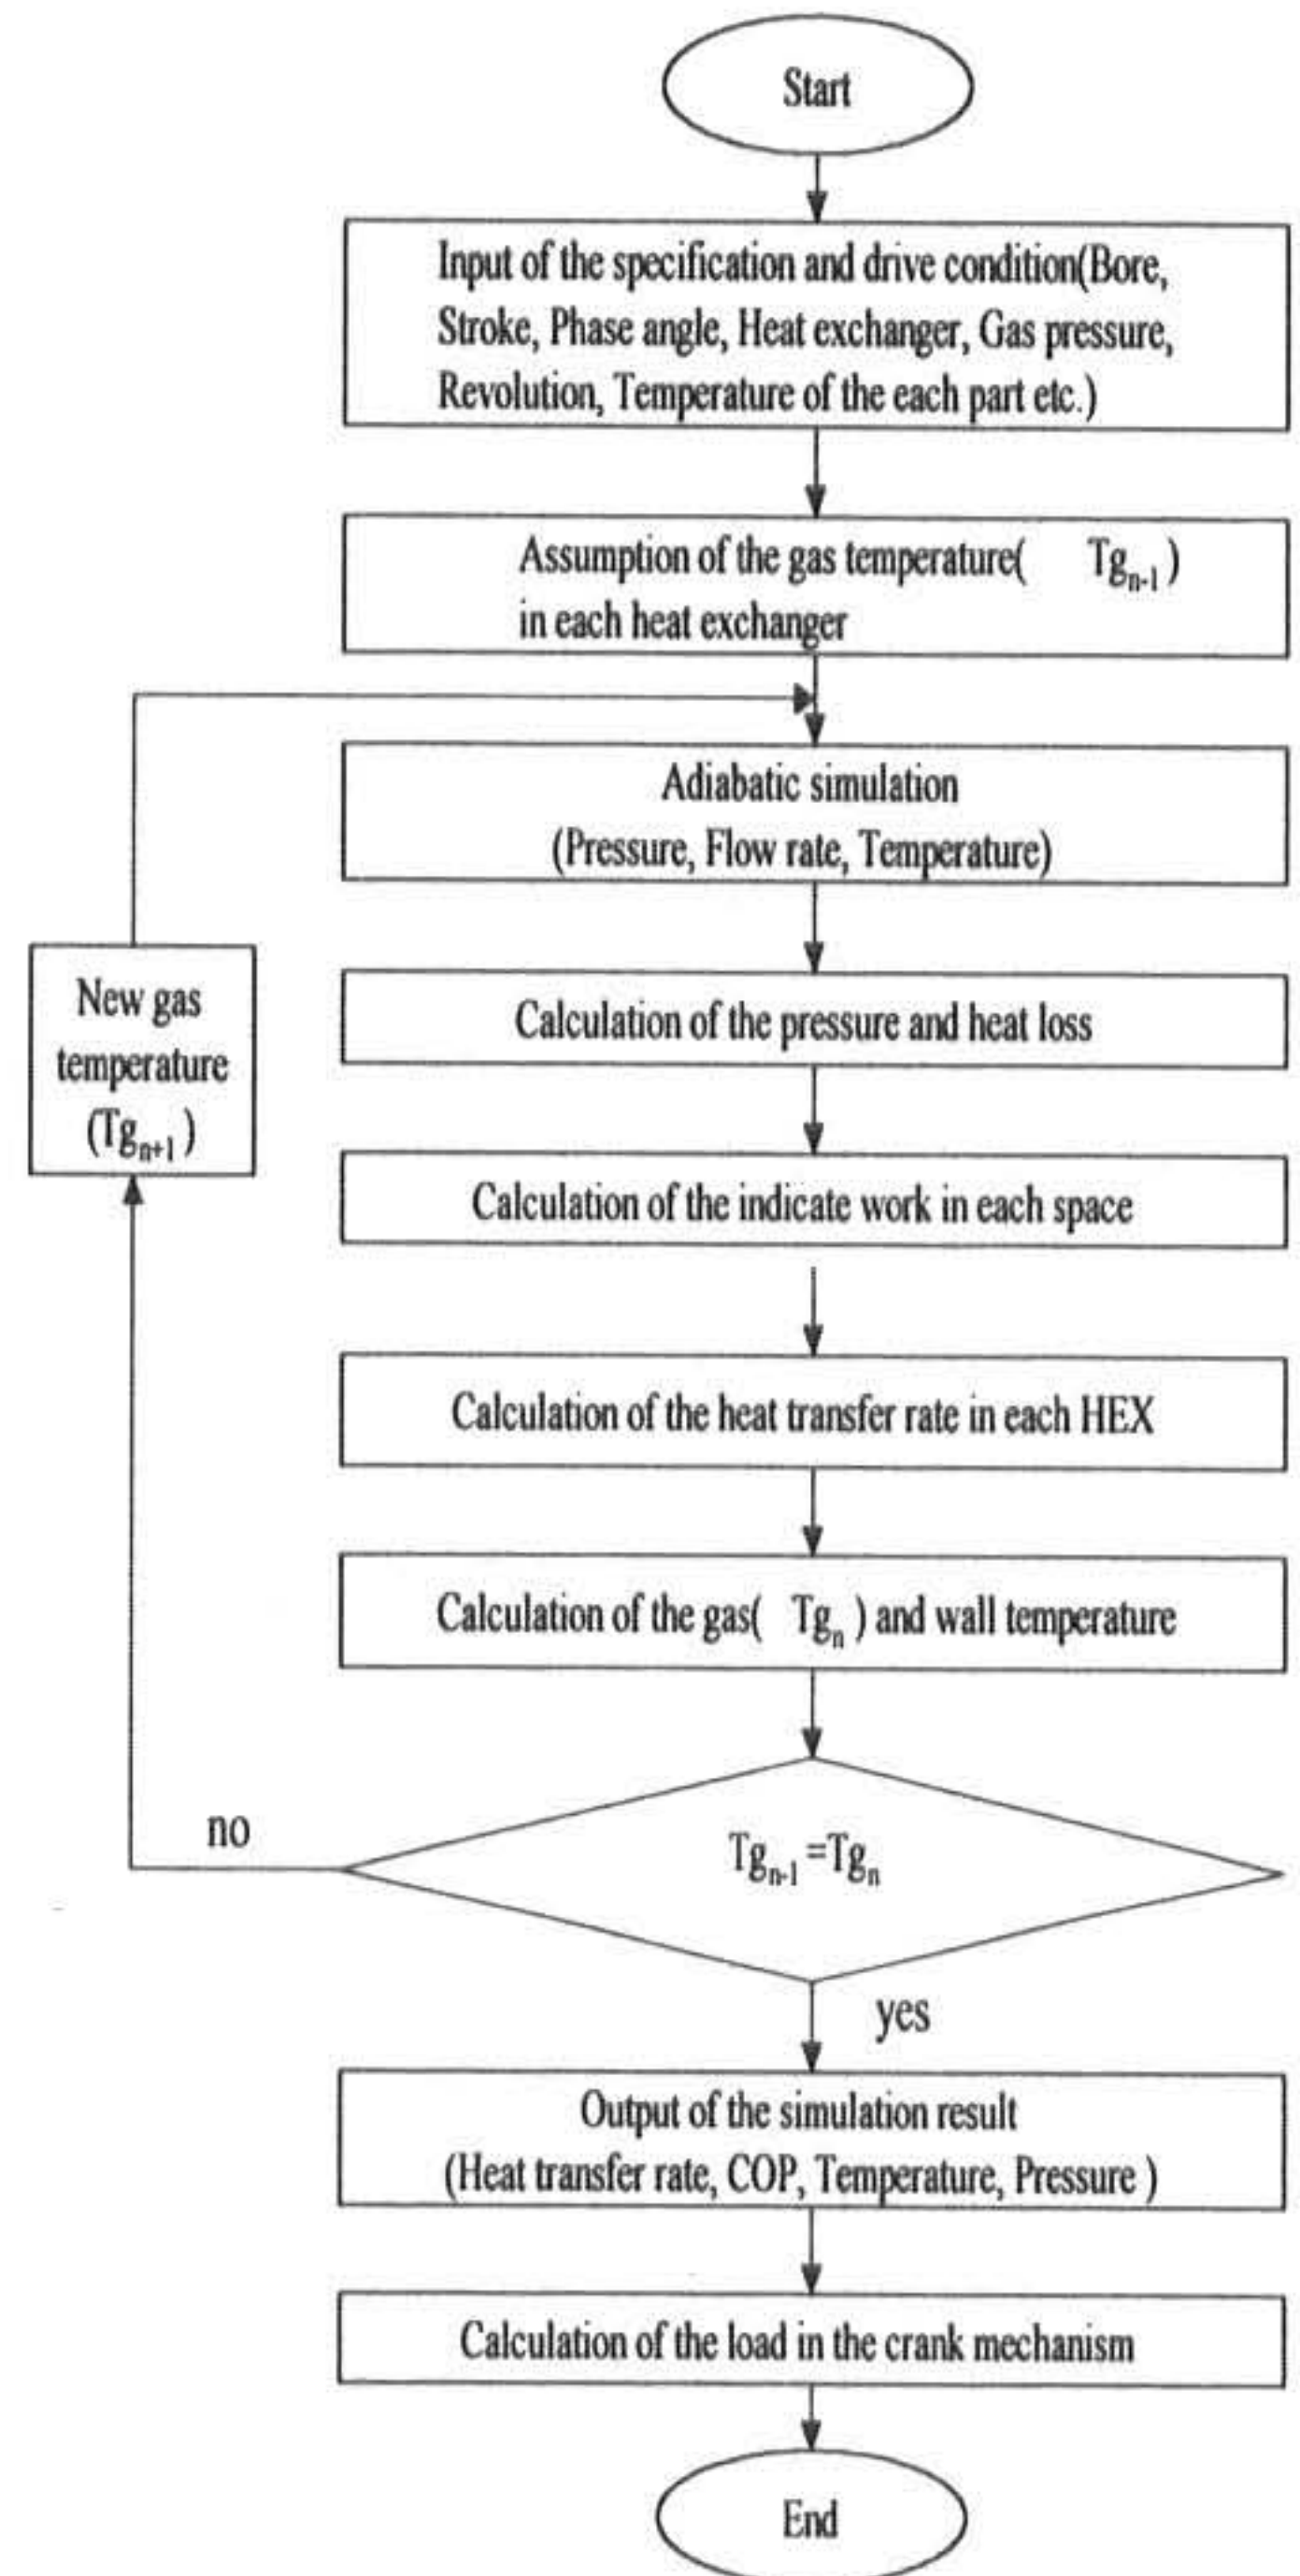 Start
Input of the specification and drive condition(Bore,
Stroke, Phase angle, Heat exchanger, Gas pressure,
Revolution, Temperature of the each part etc.)
Assumption of the gas temperature( Tgn-1 )
in each heat exchanger
Adiabatic simulation
(Pressure, Flow rate, Temperature)
New gas
temperature
(Tgn+1 )
Calculation of the pressure and heat loss
Calculation of the indicate work in each space
Calculation of the heat transfer rate in each HEX
Calculation of the gas( Tgn ) and wall temperature
no
Tgn-1 =Tgn
yes
Output of the simulation result
(Heat transfer rate, COP, Temperature, Pressure )
Calculation of the load in the crank mechanism
End